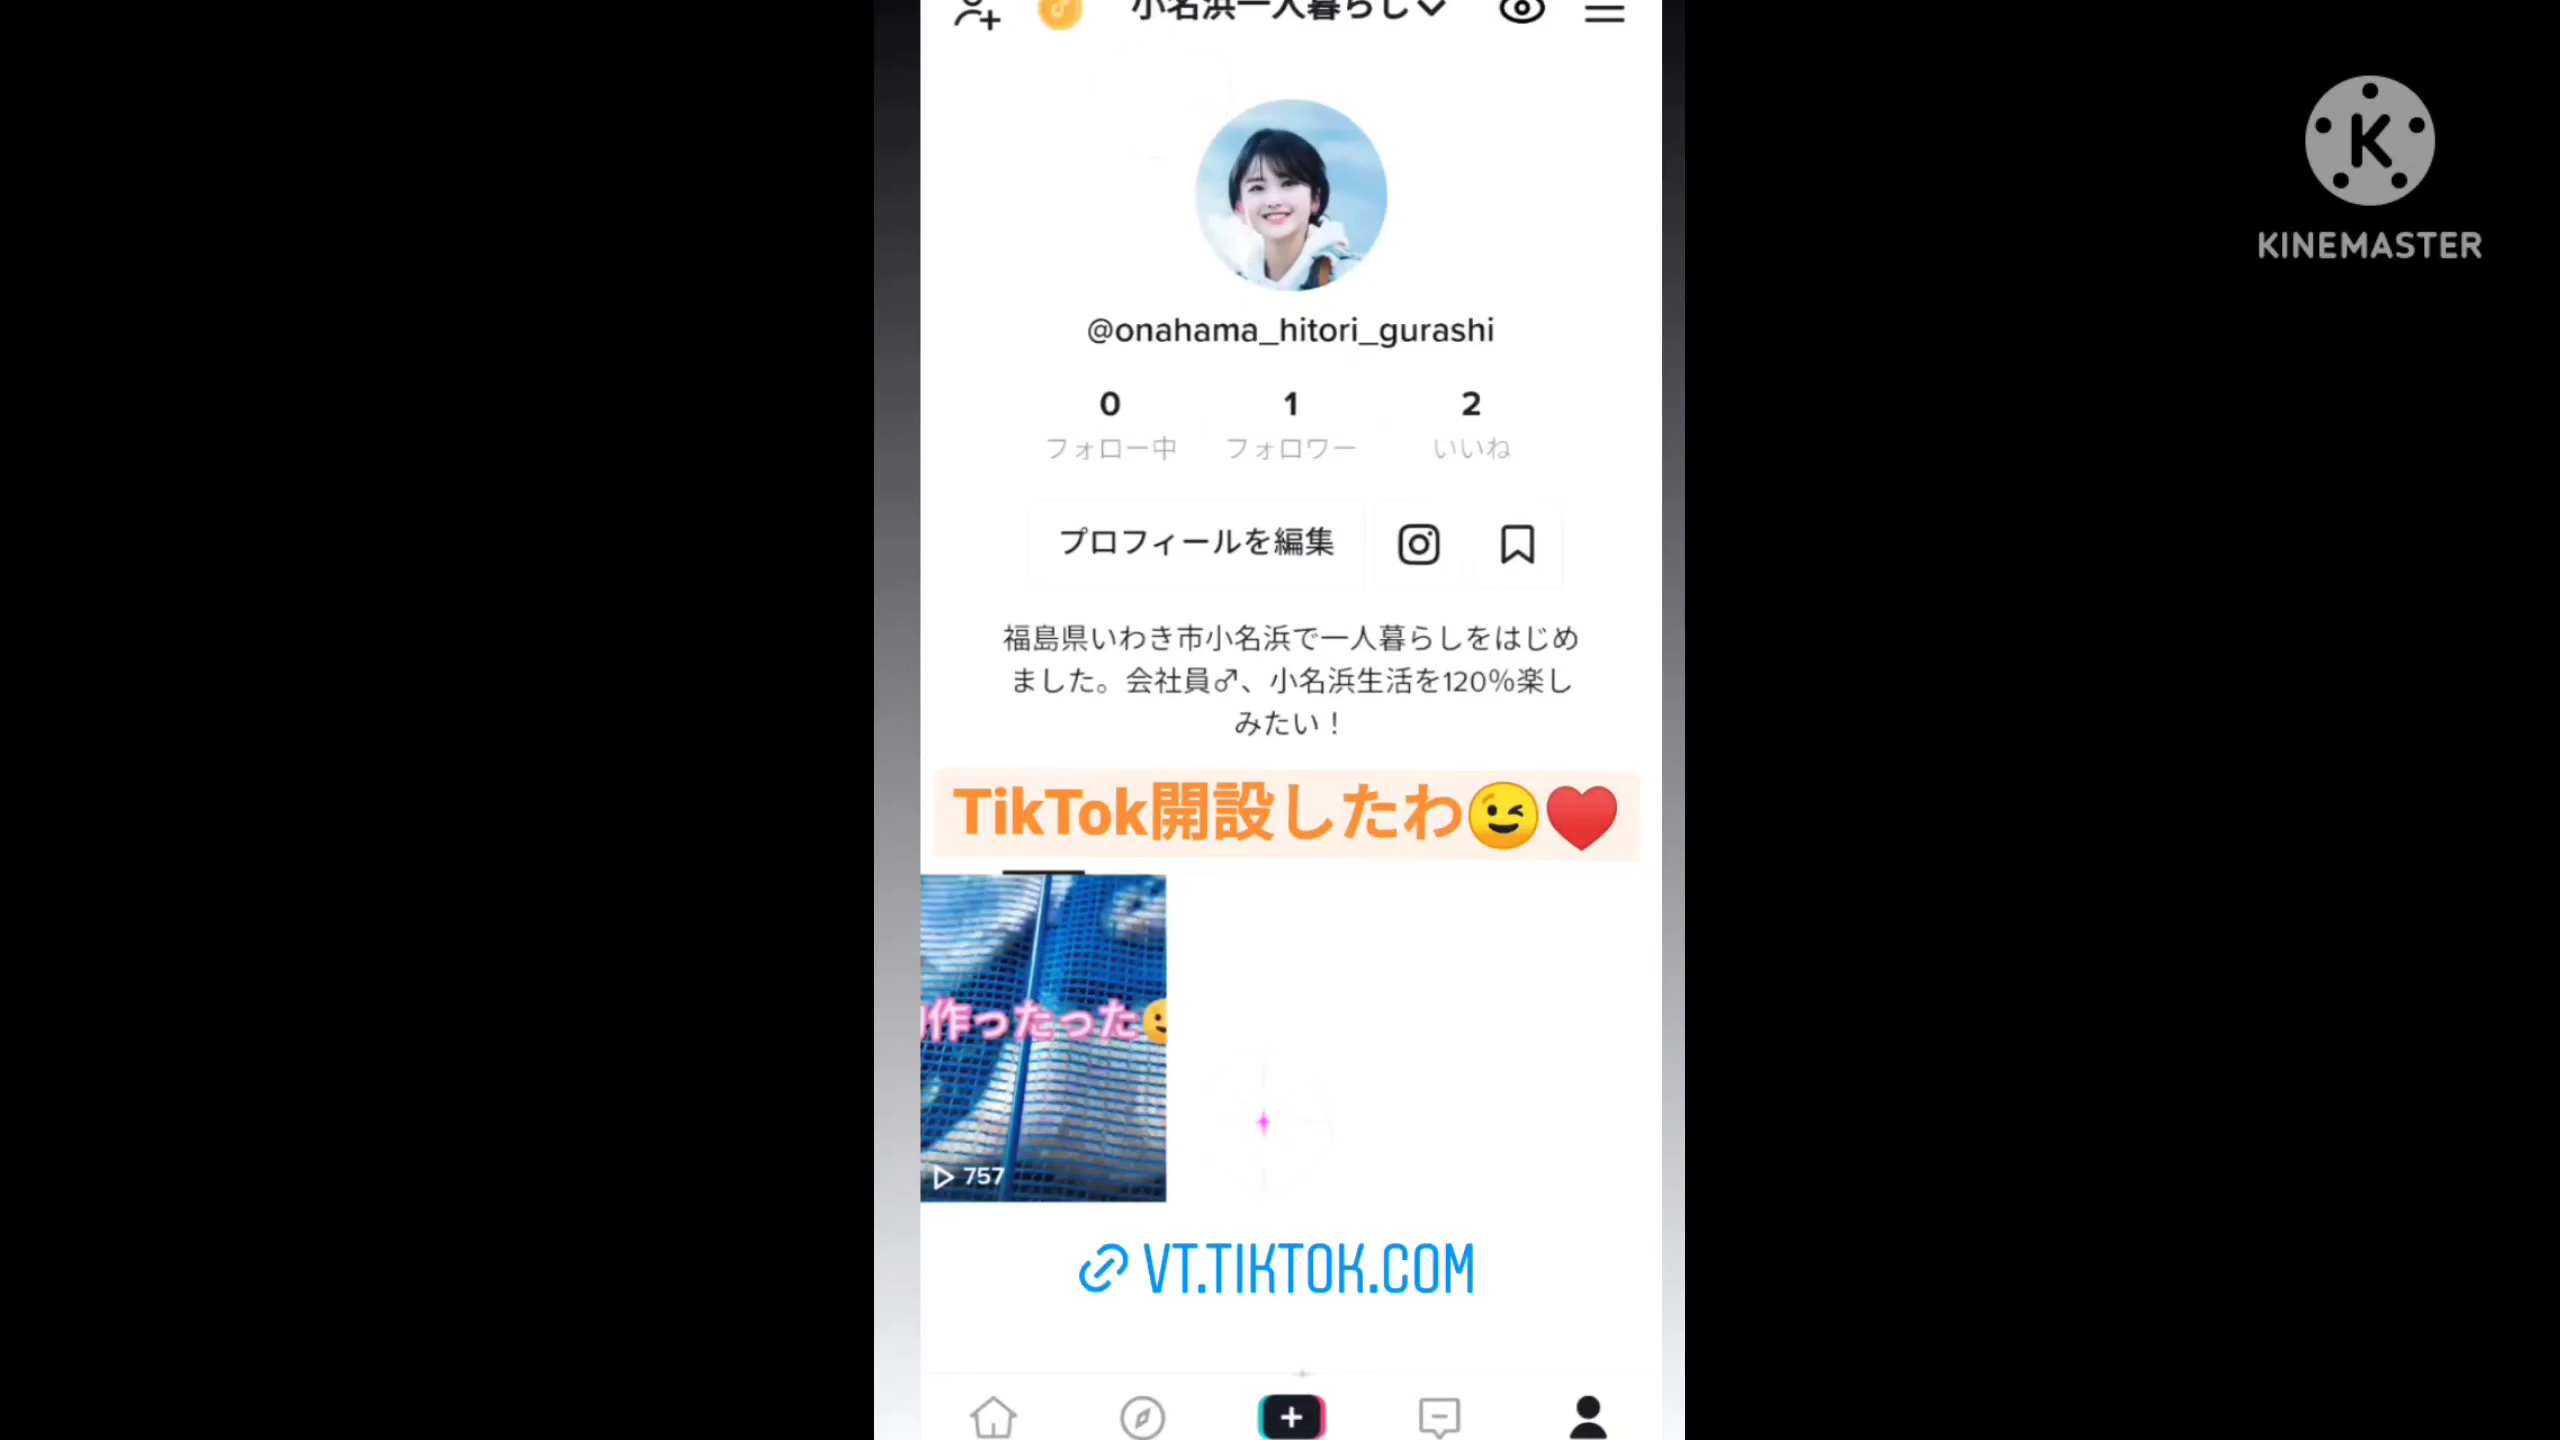 小名浜一人暮らし
KINEMASTER
@onahama_hitori_gurashi
0 1 2
フォロー中 フォロワー いいね
プロフィールを編集
福島県いわき市小名浜で一人暮らしをはじめ
ました。会社員♂、小名浜生活を120%楽し
みたい！
TikTok開設したわ😉♥
作ったった
757
VT.TIKTOK.COM